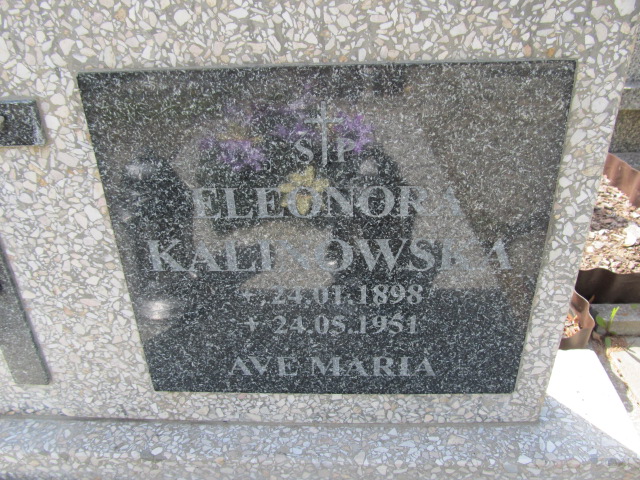 Ś P
ELEONORA
KALINOWSKA
*. 24.01.1898
+ 24.05.1951
AVE MARIA